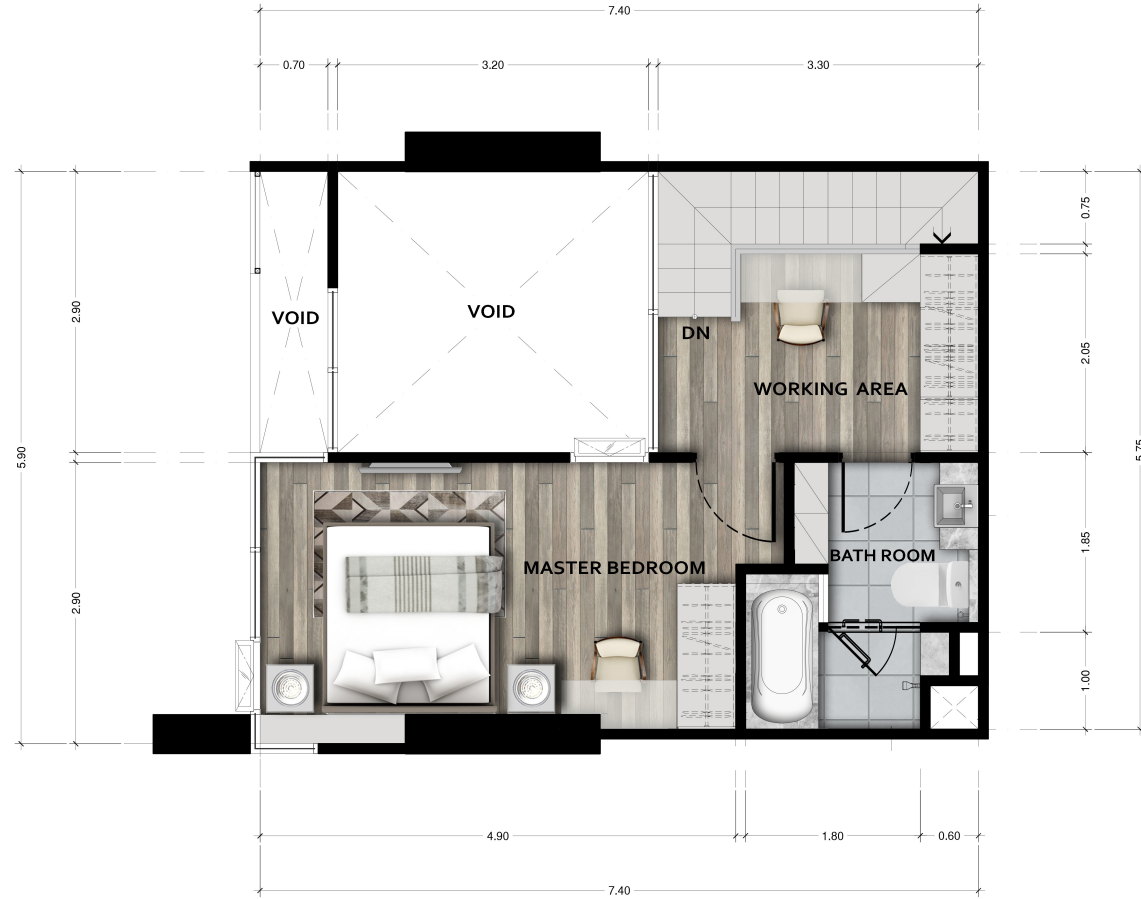 7.40
0.70
3.20
3.30
0.75
2.90
VOID
VOID
DN
2.05
WORKING AREA
5.90
5.75
1.85
BATH ROOM
MASTER BEDROOM
2.90
1.00
4.90
1.80
0.60
7.40